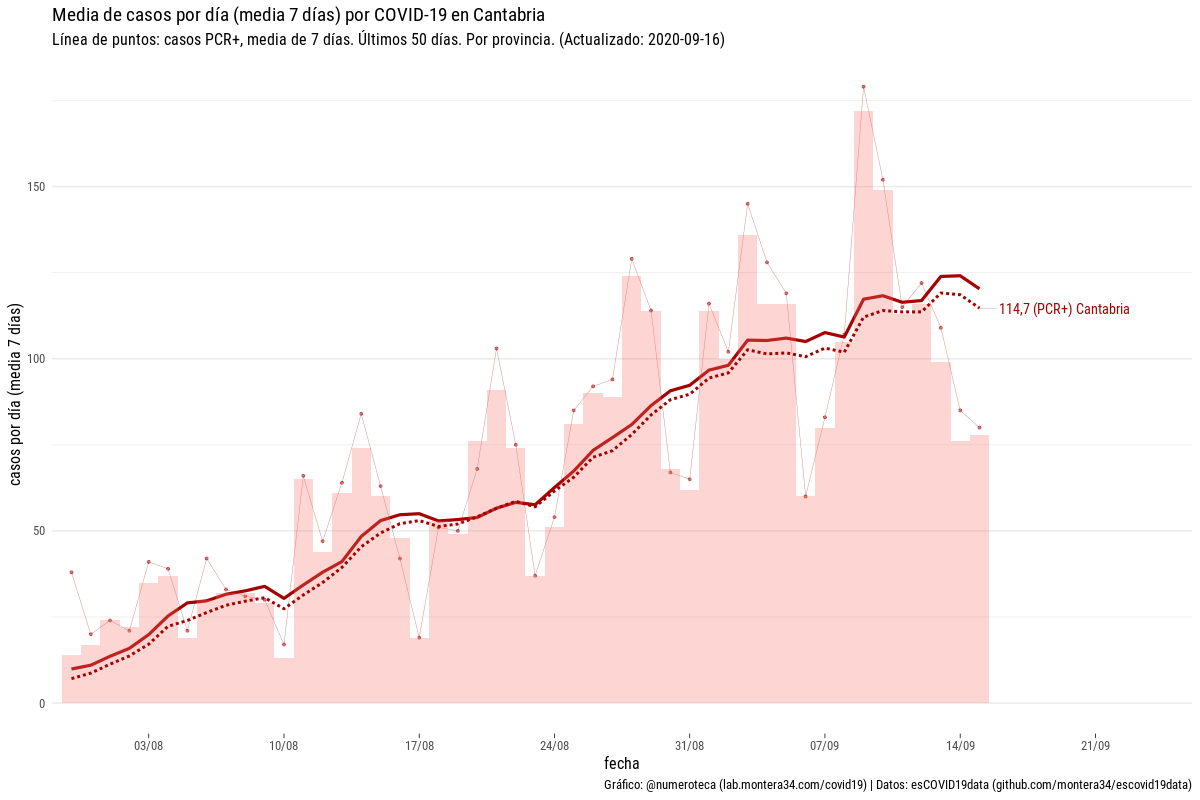 Media de casos por día (media 7 días) por COVID-19 en Cantabria
Línea de puntos: casos PCR+, media de 7 días. Últimos 50 días. Por provincia. (Actualizado: 2020-09-16)
casos por día (media 7 días)
150
100
50
0
114,7 (PCR+) Cantabria
03/08
10/08
17/08
24/08
31/08
07/09
14/09
21/09
fecha
Gráfico: @numeroteca (lab.montera34.com/covid19) | Datos: esCOVID19data (github.com/montera34/escovid19data)